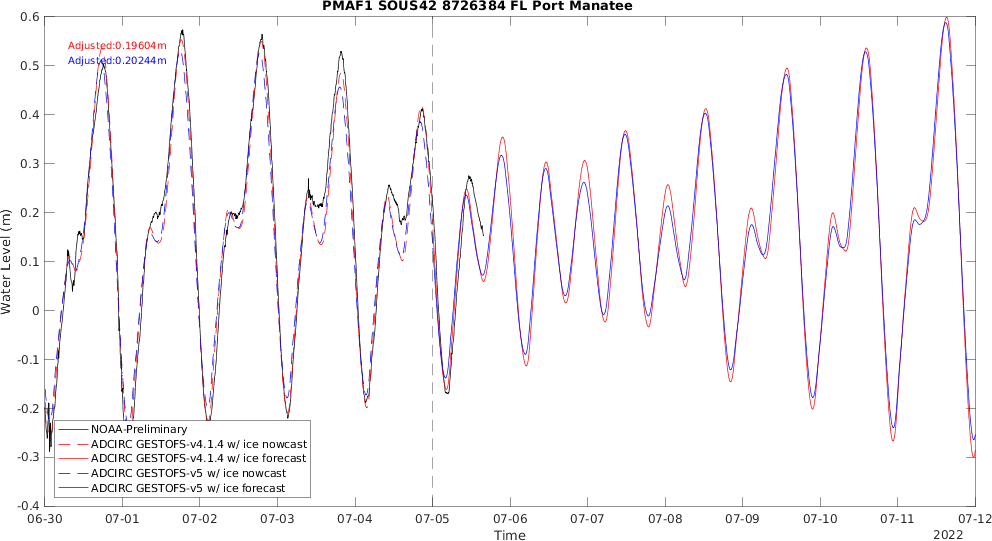 PMAF1 SOUS42 8726384 FL Port Manatee
0.6
0.5
0.4
0.3
0.2
0.1
0
-0.1
-0.2
-0.3
-0.4
Water Level (m)
Adjusted:0.19604m
Adjusted:0.20244m
NOAA-Preliminary
ADCIRC GESTOFS-v4.1.4 w/ ice nowcast
ADCIRC GESTOFS-v4.1.4 w/ ice forecast
ADCIRC GESTOFS-v5 w/ ice nowcast
ADCIRC GESTOFS-v5 w/ ice forecast
06-30 07-01 07-02 07-03 07-04 07-05 07-06 07-07 07-08 07-09 07-10 07-11 07-12
Time
2022